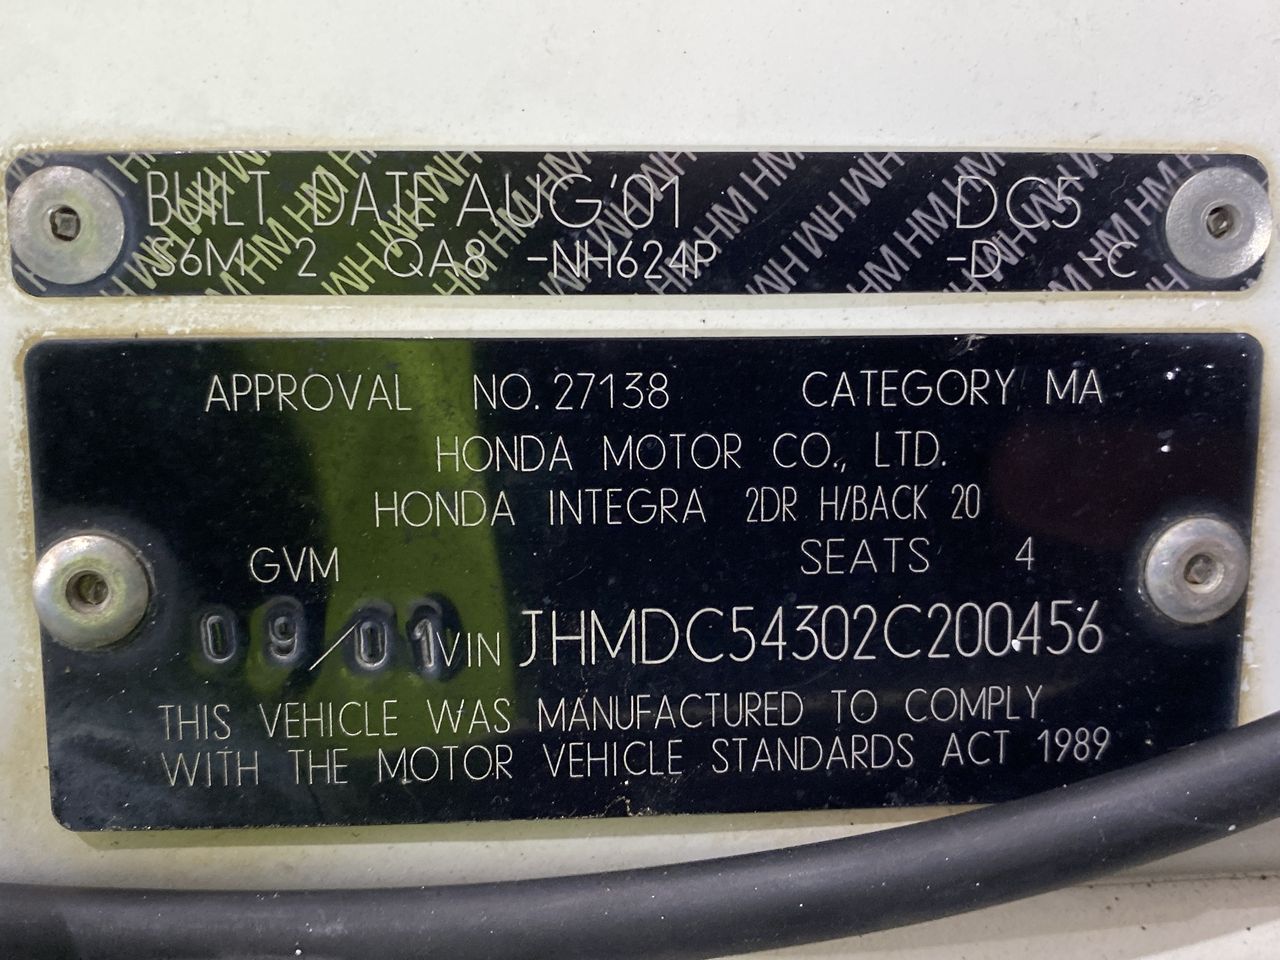 BUILT DATE AUG'01 DC5
S6M 2 QA8 -NH624P -D -C
APPROVAL NO. 27138 CATEGORY MA
HONDA MOTOR CO., LTD.
HONDA INTEGRA 2DR H/BACK 20
GVM SEATS 4
09/01 VIN JHMDC54302C200456
THIS VEHICLE WAS MANUFACTURED TO COMPLY
WITH THE MOTOR VEHICLE STANDARDS ACT 1989